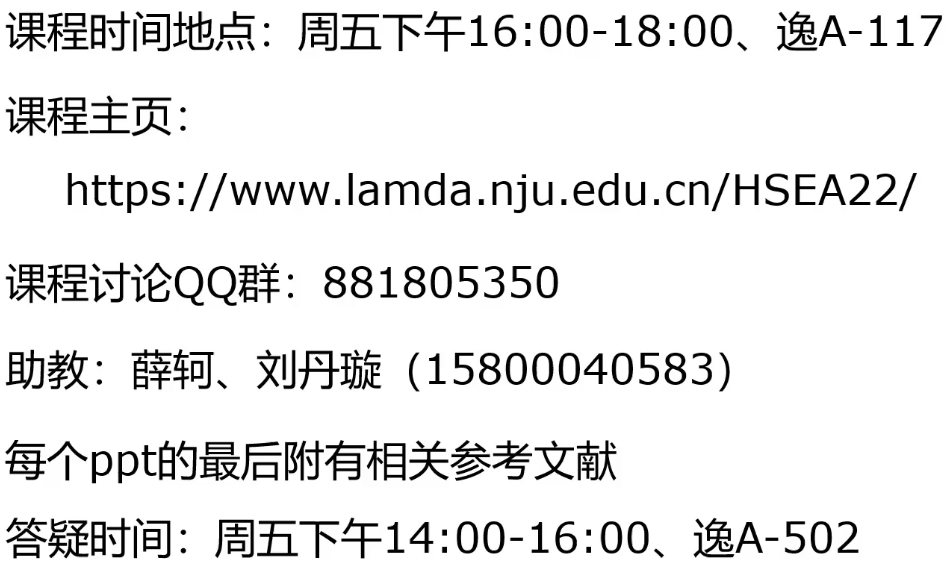 课程时间地点：周五下午16:00-18:00、逸A-117
课程主页：
https://www.lamda.nju.edu.cn/HSEA22/
课程讨论QQ群：881805350
助教：薛轲、刘丹璇（15800040583）
每个ppt的最后附有相关参考文献
答疑时间：周五下午14:00-16:00、逸A-502